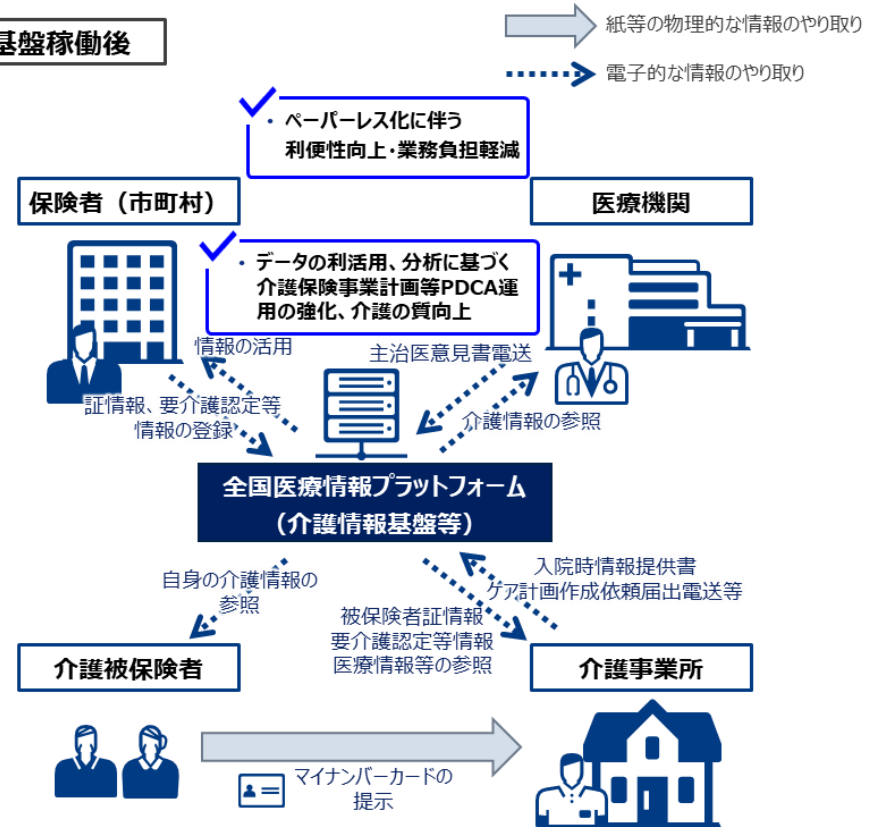 紙等の物理的な情報のやり取り
基盤稼働後
電子的な情報のやり取り
・ ペーパーレス化に伴う
利便性向上・業務負担軽減
保険者（市町村）
医療機関
・ データの利活用、分析に基づく
介護保険事業計画等PDCA運
用の強化、介護の質向上
情報の活用
主治医意見書電送
証情報、要介護認定等
情報の登録
介護情報の参照
全国医療情報プラットフォーム
（介護情報基盤等）
自身の介護情報の
参照
入院時情報提供書
ケア計画作成依頼届出電送等
被保険者証情報
要介護認定等情報
医療情報等の参照
介護被保険者
介護事業所
マイナンバーカードの
提示